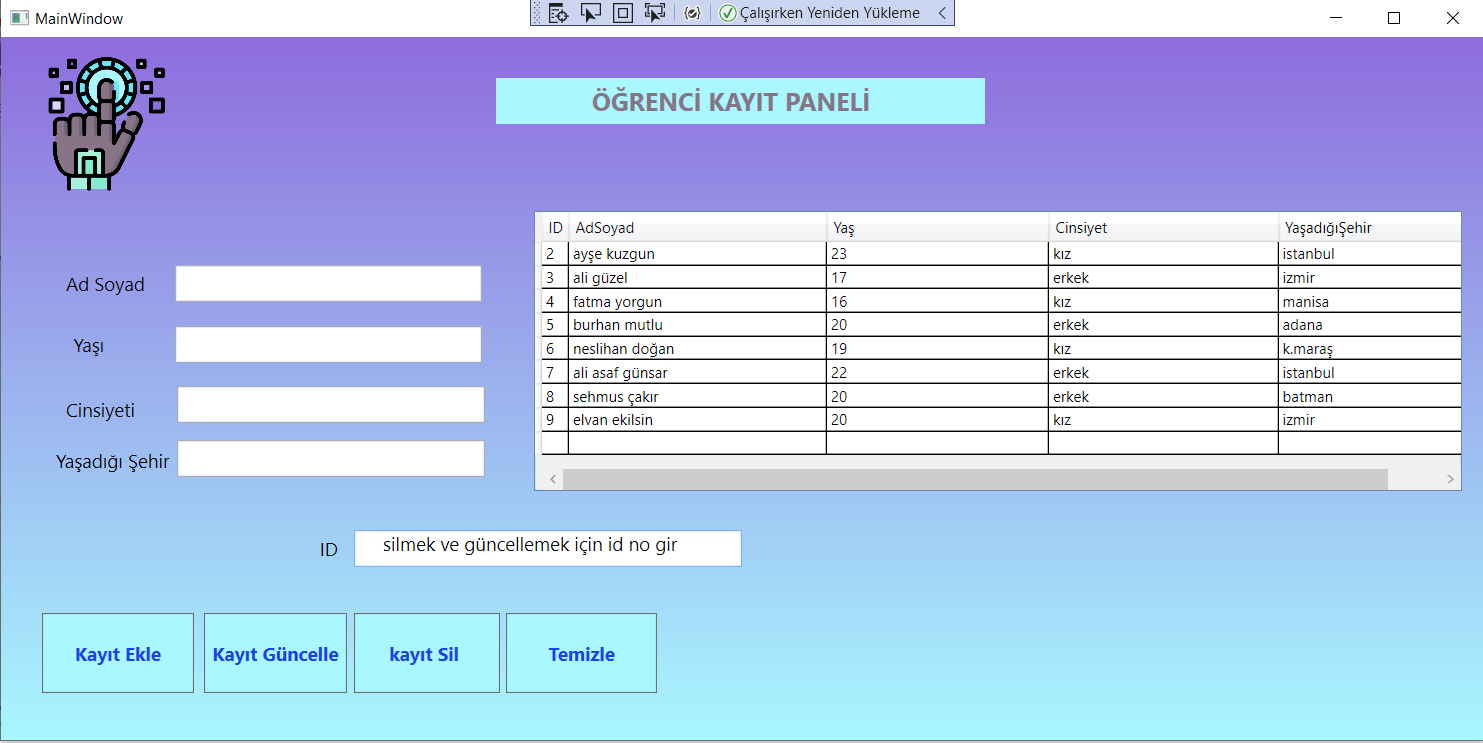 MainWindow
Çalışırken Yeniden Yükleme
ÖĞRENCİ KAYIT PANELİ
Ad Soyad
Yaşı
Cinsiyeti
Yaşadığı Şehir
ID AdSoyad Yaş Cinsiyet YaşadığıŞehir
2 ayşe kuzgun 23 kız istanbul
3 ali güzel 17 erkek izmir
4 fatma yorgun 16 kız manisa
5 burhan mutlu 20 erkek adana
6 neslihan doğan 19 kız k.maraş
7 ali asaf günsar 22 erkek istanbul
8 sehmus çakır 20 erkek batman
9 elvan ekilsin 20 kız izmir
ID silmek ve güncellemek için id no gir
Kayıt Ekle Kayıt Güncelle kayıt Sil Temizle